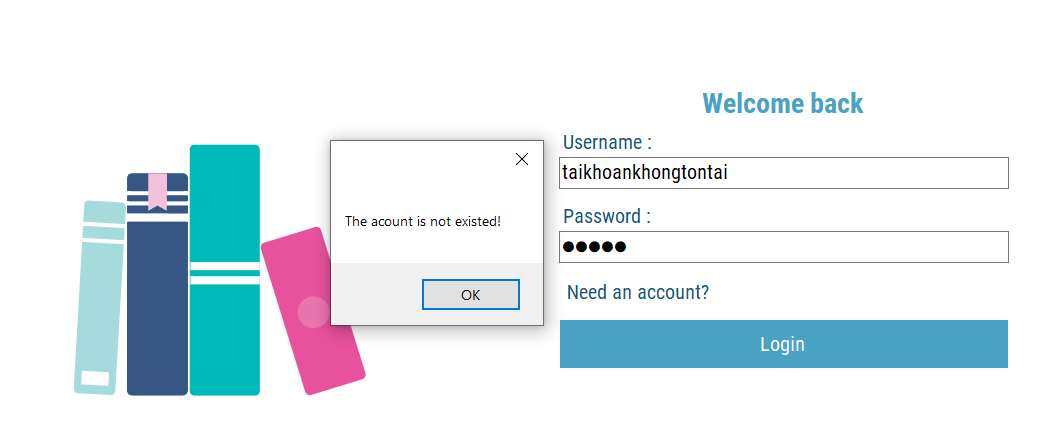 Welcome back
Username :
taikhoankhongtontai
Password :
●●●●●
Need an account?
Login
The acount is not existed!
OK